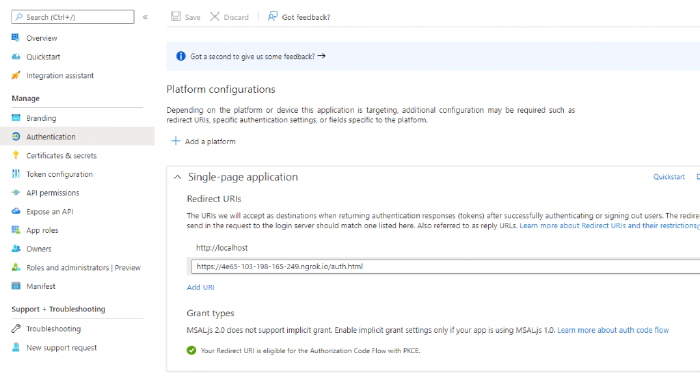 Search (Ctrl+/)
«
Save
Discard
Got feedback?
Overview
Quickstart
Integration assistant
Manage
Branding
Authentication
Certificates & secrets
Token configuration
API permissions
Expose an API
App roles
Owners
Roles and administrators | Preview
Manifest
Support + Troubleshooting
Troubleshooting
New support request
Got a second to give us some feedback? →
Platform configurations
Depending on the platform or device this application is targeting, additional configuration may be required such as
redirect URIs, specific authentication settings, or fields specific to the platform.
+ Add a platform
Single-page application
Quickstart
Redirect URIs
The URIs we will accept as destinations when returning authentication responses (tokens) after successfully authenticating or signing out users. The redire
send in the request to the login server should match one listed here. Also referred to as reply URLs. Learn more about Redirect URIs and their restrictions
http://localhost
https://4e65-103-198-165-249.ngrok.io/auth.html
Add URI
Grant types
MSAL.js 2.0 does not support implicit grant. Enable implicit grant settings only if your app is using MSAL.js 1.0. Learn more about auth code flow
Your Redirect URI is eligible for the Authorization Code Flow with PKCE.